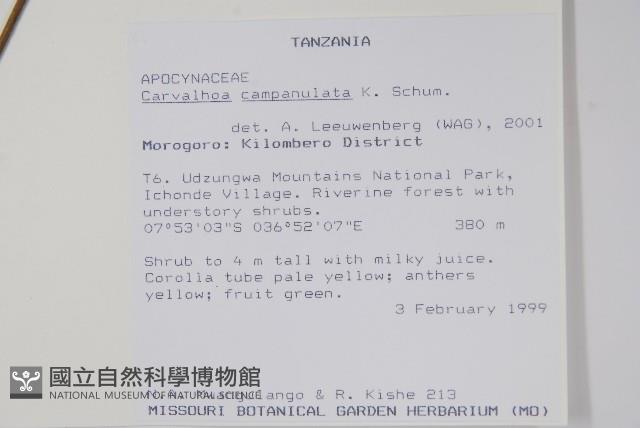 TANZANIA
APOCYNACEAE
Carvalhoa campanulata K. Schum.
det. A. Leeuwenberg (WAG), 2001
Morogoro: Kilombero District
T6. Udzungwa Mountains National Park,
Ichonde Village. Riverine forest with
understory shrubs.
07°53'03"S 036°52'07"E 380 m
Shrub to 4 m tall with milky juice.
Corolla tube pale yellow; anthers
yellow; fruit green.
3 February 1999
& R. Kishe 213
MISSOURI BOTANICAL GARDEN HERBARIUM (MO)
國立自然科學博物館
NATIONAL MUSEUM OF NATURAL SCIENCE